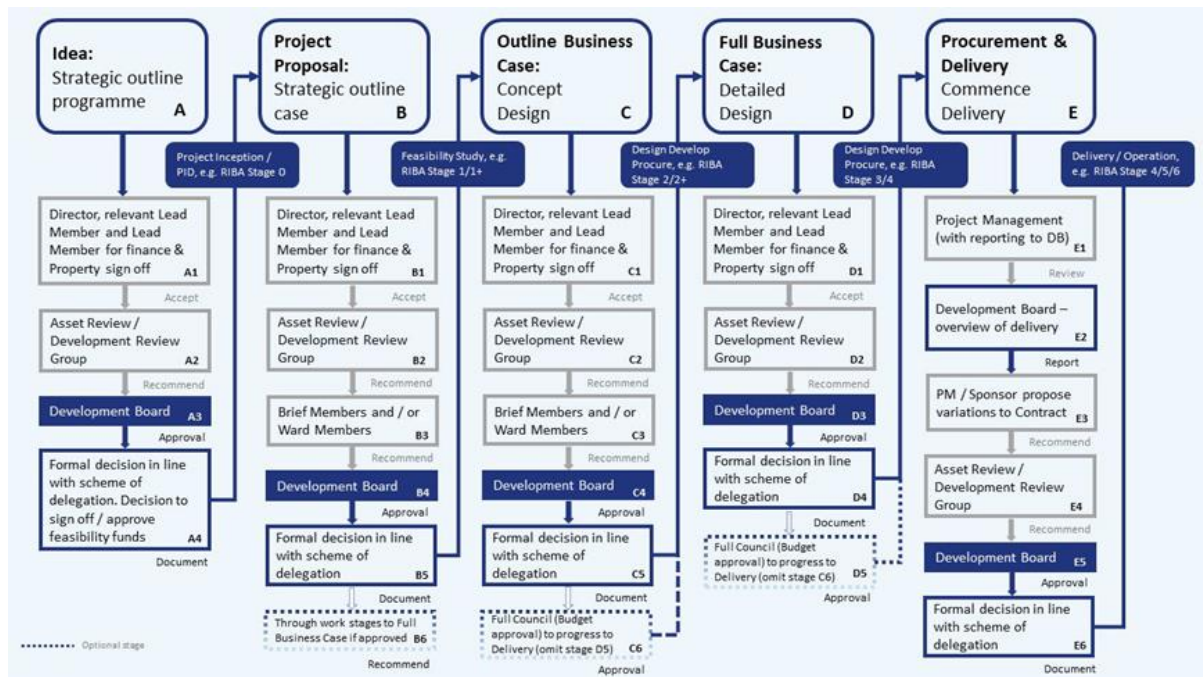 Idea:
Strategic outline
programme
A
Project
Proposal:
Strategic outline
case
B
Outline Business
Case:
Concept
Design
C
Full Business
Case:
Detailed
Design
D
Procurement &
Delivery
Commence
Delivery
E
Project Inception /
PID, e.g. RIBA Stage 0
Feasibility Study, e.g.
RIBA Stage 1/1+
Design Develop
Procure, e.g. RIBA
Stage 2/2+
Design Develop
Procure, e.g. RIBA
Stage 3/4
Delivery / Operation,
e.g. RIBA Stage 4/5/6
Director, relevant Lead
Member and Lead
Member for finance &
Property sign off
A1
Accept
Asset Review /
Development Review
Group
A2
Recommend
Development Board
A3
Approval
Formal decision in line
with scheme of
delegation. Decision to
sign off / approve
feasibility funds
A4
Document
Director, relevant Lead
Member and Lead
Member for finance &
Property sign off
B1
Accept
Asset Review /
Development Review
Group
B2
Recommend
Brief Members and / or
Ward Members
B3
Recommend
Development Board
B4
Approval
Formal decision in line
with scheme of
delegation
B5
Document
Through work stages to Full
Business Case if approved
B6
Recommend
Director, relevant Lead
Member and Lead
Member for finance &
Property sign off
C1
Accept
Asset Review /
Development Review
Group
C2
Recommend
Brief Members and / or
Ward Members
C3
Recommend
Development Board
C4
Approval
Formal decision in line
with scheme of
delegation
C5
Document
Full Council (Budget
approval) to progress to
Delivery (omit stage D5)
C6
Approval
Director, relevant Lead
Member and Lead
Member for finance &
Property sign off
D1
Accept
Asset Review /
Development Review
Group
D2
Recommend
Development Board
D3
Approval
Formal decision in line
with scheme of
delegation
D4
Document
Full Council (Budget
approval) to progress to
Delivery (omit stage C6)
D5
Approval
Project Management
(with reporting to DB)
E1
Review
Development Board –
overview of delivery
E2
Report
PM / Sponsor propose
variations to Contract
E3
Recommend
Asset Review /
Development Review
Group
E4
Recommend
Development Board
E5
Approval
Formal decision in line
with scheme of
delegation
E6
Document
Optional stage